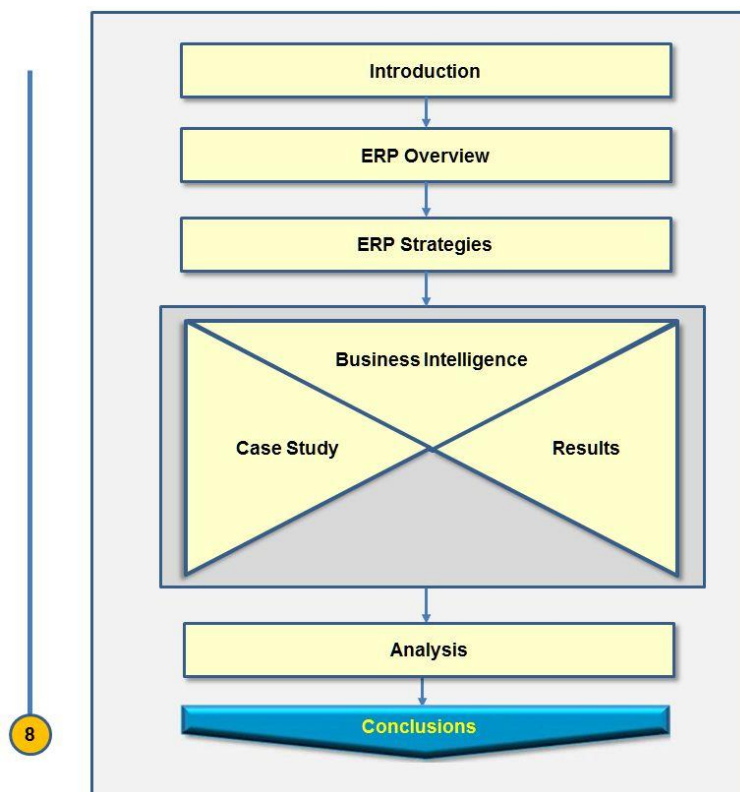 Introduction
ERP Overview
ERP Strategies
Business Intelligence
Case Study
Results
Analysis
Conclusions
8